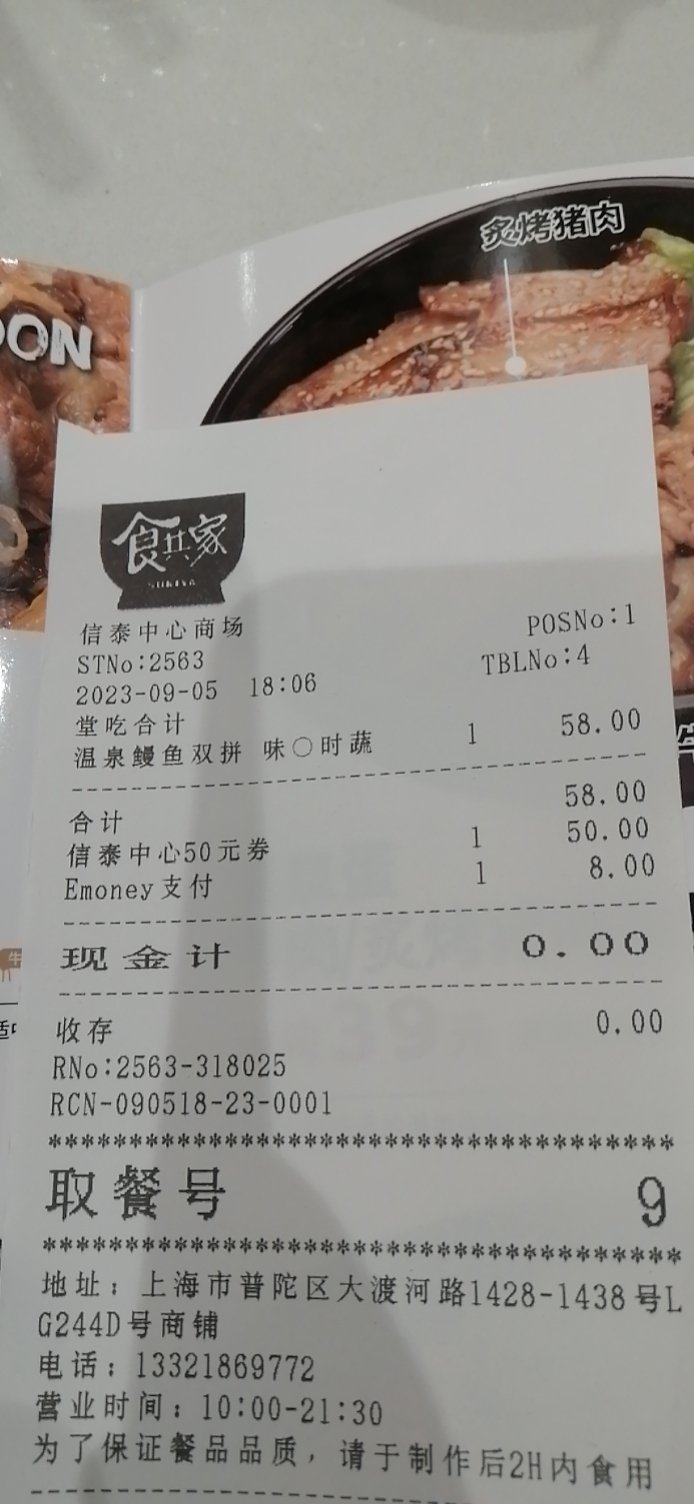 炙烤猪肉
DON
食其家
SUKIYA
信泰中心商场
POSNo:1
STNo:2563
TBLNo:4
2023-09-05 18:06
堂吃合计
温泉鳗鱼双拼 味〇时蔬 1 58.00
合计 58.00
信泰中心50元券 1 50.00
Emoney支付 1 8.00
现金计 0.00
收存 0.00
RNo:2563-318025
RCN-090518-23-0001
****************************************
取餐号 9
****************************************
地址：上海市普陀区大渡河路1428-1438号L
G244D号商铺
电话：13321869772
营业时间：10:00-21:30
为了保证餐品品质，请于制作后2H内食用
牛